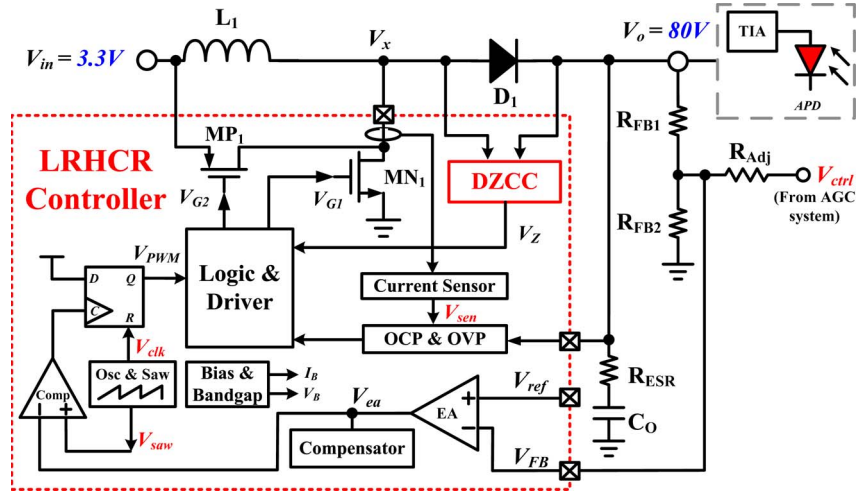 L1
Vin = 3.3V
Vx
Vo = 80V
TIA
APD
D1
MP1
RFB1
RAdj
LRHCR
Controller
MN1
DZCC
Vctrl
(From AGC
system)
VG2
VG1
RFB2
VZ
VPWM
D
Q
C
R
Logic &
Driver
Current Sensor
Vsen
OCP & OVP
Vclk
Osc & Saw
Bias &
Bandgap
IB
VB
RESR
Comp
Vea
EA
Vref
CO
Vsaw
Compensator
VFB